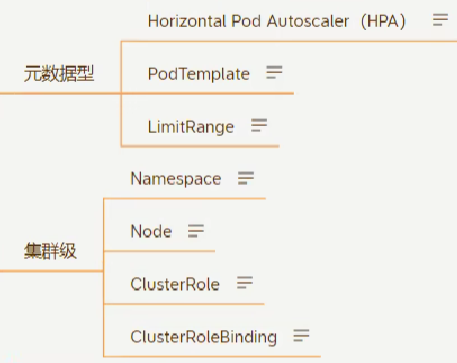 Horizontal Pod Autoscaler（HPA）
元数据型
PodTemplate
LimitRange
Namespace
Node
集群级
ClusterRole
ClusterRoleBinding